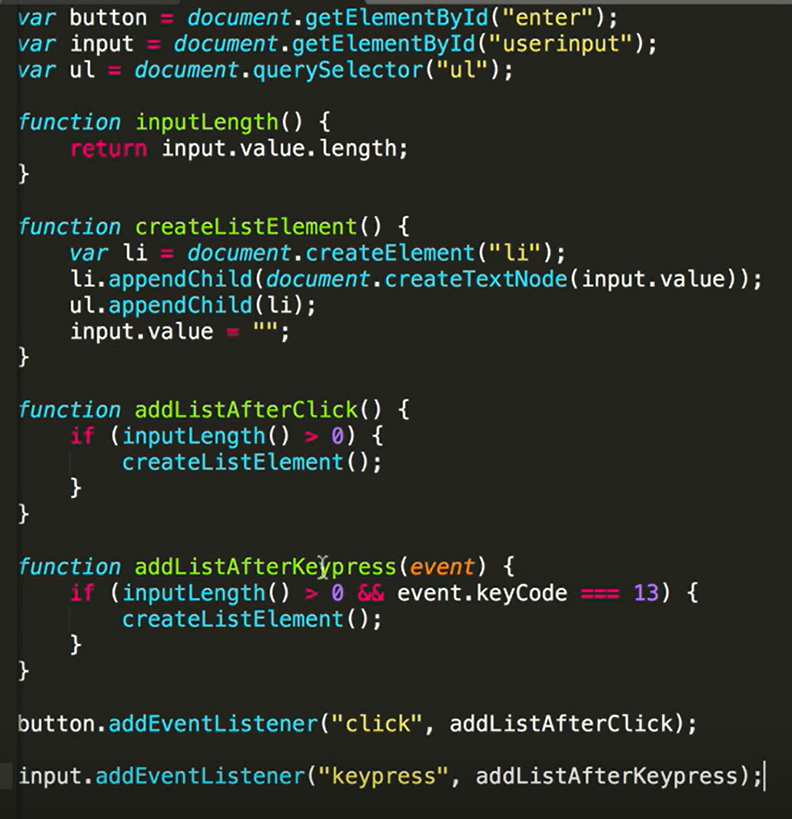 var button = document.getElementById("enter");
var input = document.getElementById("userinput");
var ul = document.querySelector("ul");
function inputLength() {
return input.value.length;
}
function createListElement() {
var li = document.createElement("li");
li.appendChild(document.createTextNode(input.value));
ul.appendChild(li);
input.value = "";
}
function addListAfterClick() {
if (inputLength() > 0) {
createListElement();
}
}
function addListAfterKeypress(event) {
if (inputLength() > 0 && event.keyCode === 13) {
createListElement();
}
}
button.addEventListener("click", addListAfterClick);
input.addEventListener("keypress", addListAfterKeypress);